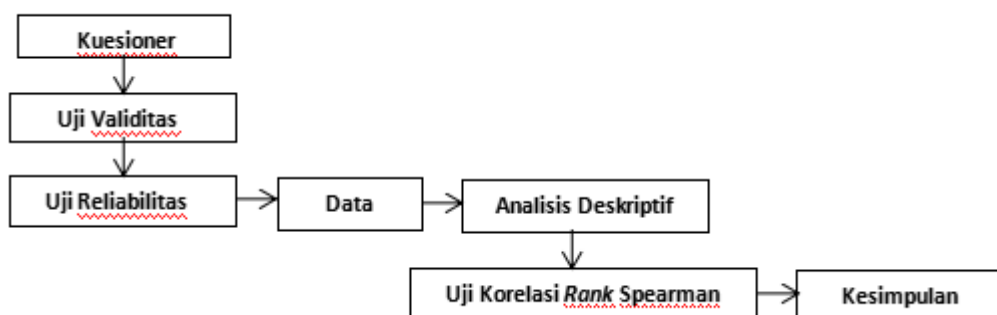 Kuesioner
Uji Validitas
Uji Reliabilitas
Data
Analisis Deskriptif
Uji Korelasi Rank Spearman
Kesimpulan